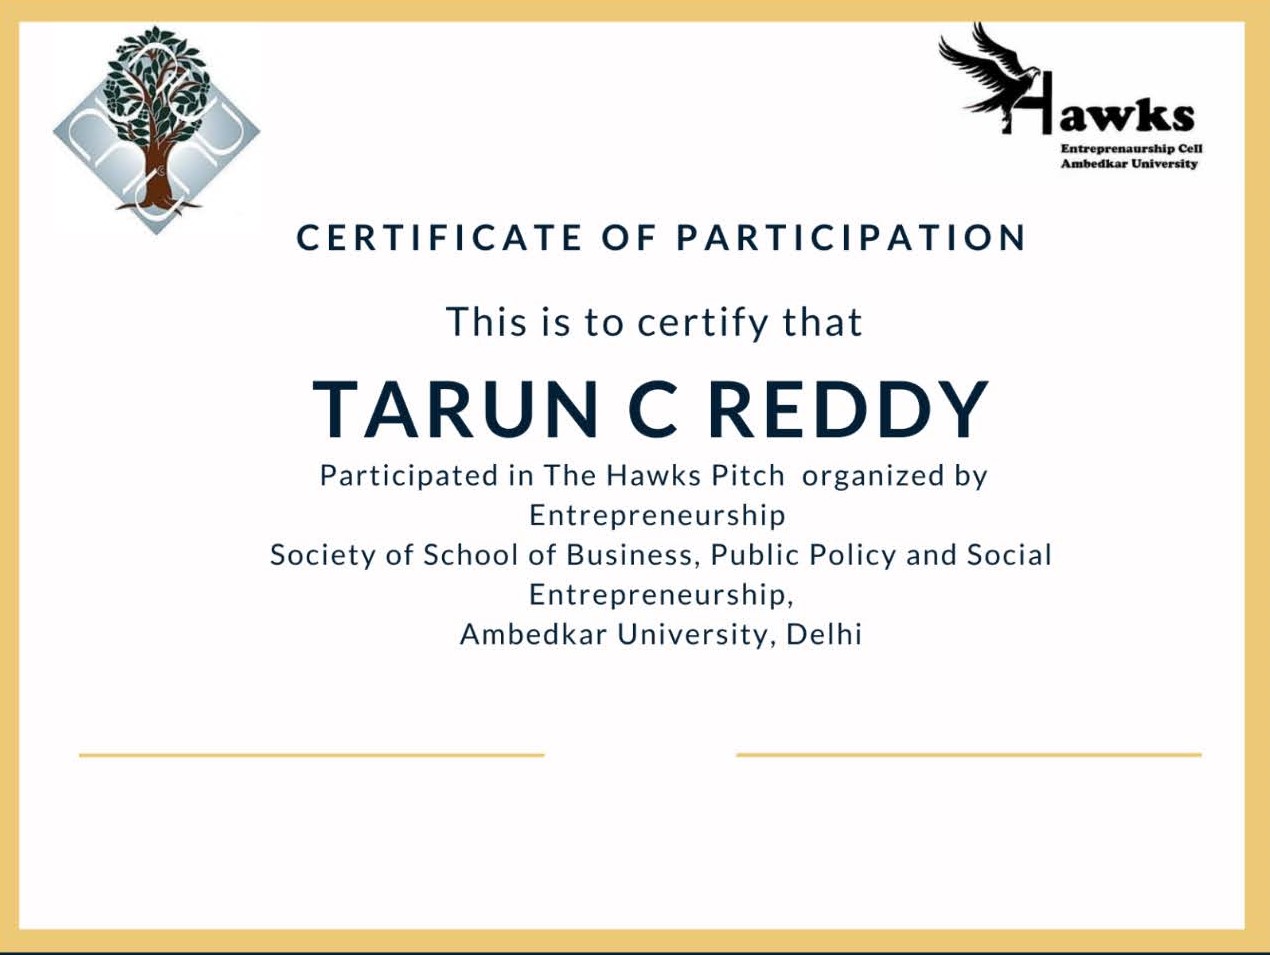 Hawks
Entreprenaurship Cell
Ambedkar University
CERTIFICATE OF PARTICIPATION
This is to certify that
TARUN C REDDY
Participated in The Hawks Pitch organized by
Entrepreneurship
Society of School of Business, Public Policy and Social
Entrepreneurship,
Ambedkar University, Delhi